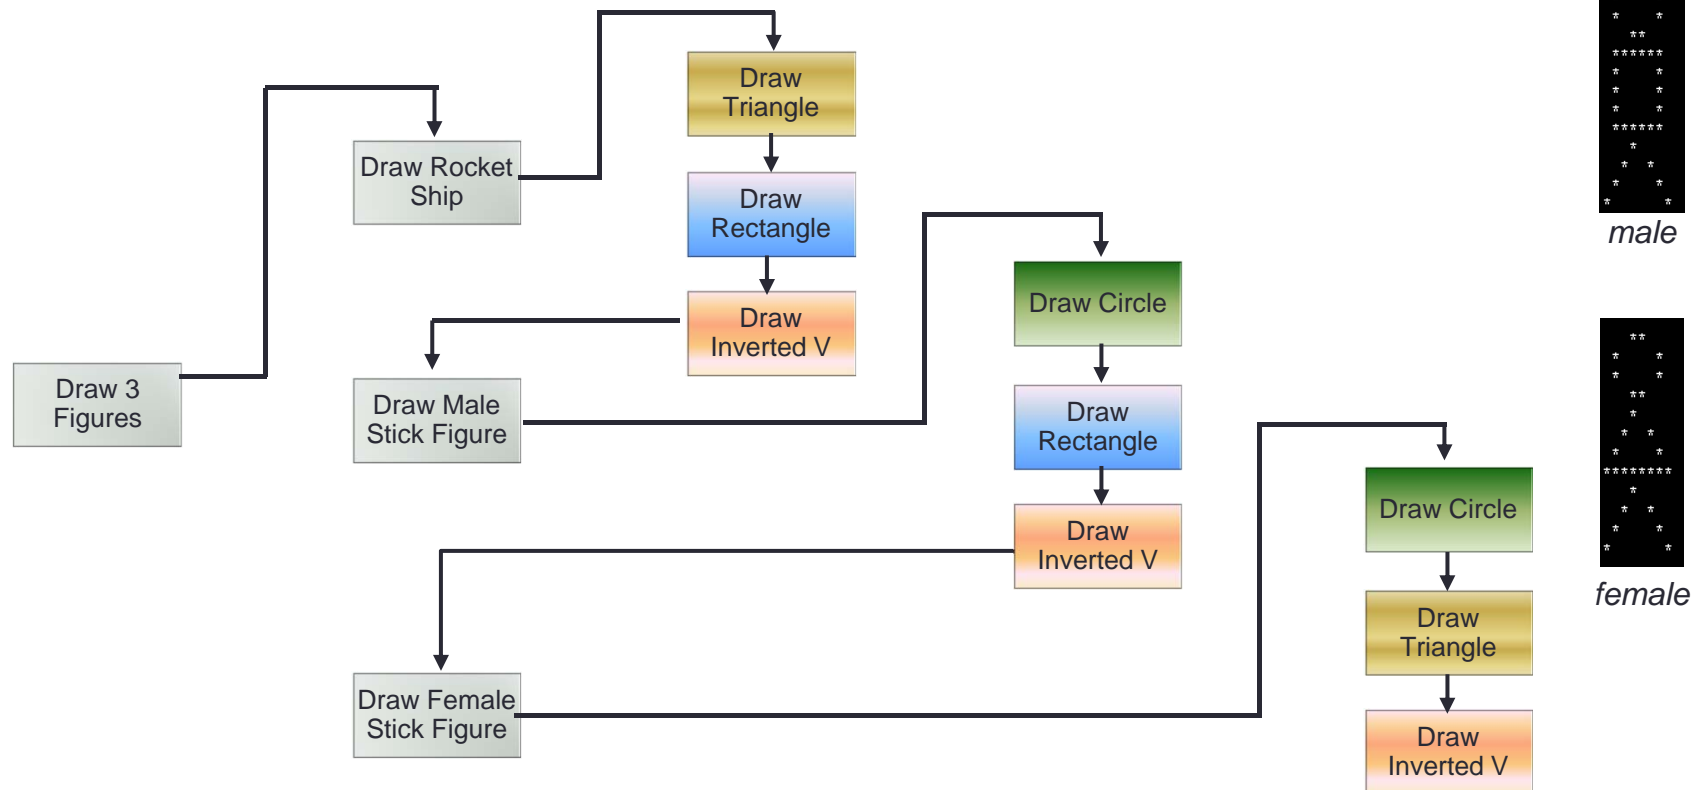 Draw 3
Figures
Draw Rocket
Ship
Draw
Triangle
Draw
Rectangle
Draw
Inverted V
Draw Male
Stick Figure
Draw Circle
Draw
Rectangle
Draw
Inverted V
Draw Female
Stick Figure
Draw Circle
Draw
Triangle
Draw
Inverted V
*    *
**
******
*    *
*    *
*    *
******
*
*  *
*    *
*      *
male
**
*    *
*    *
**
*
*  *
*    *
********
*
*  *
*    *
*      *
female